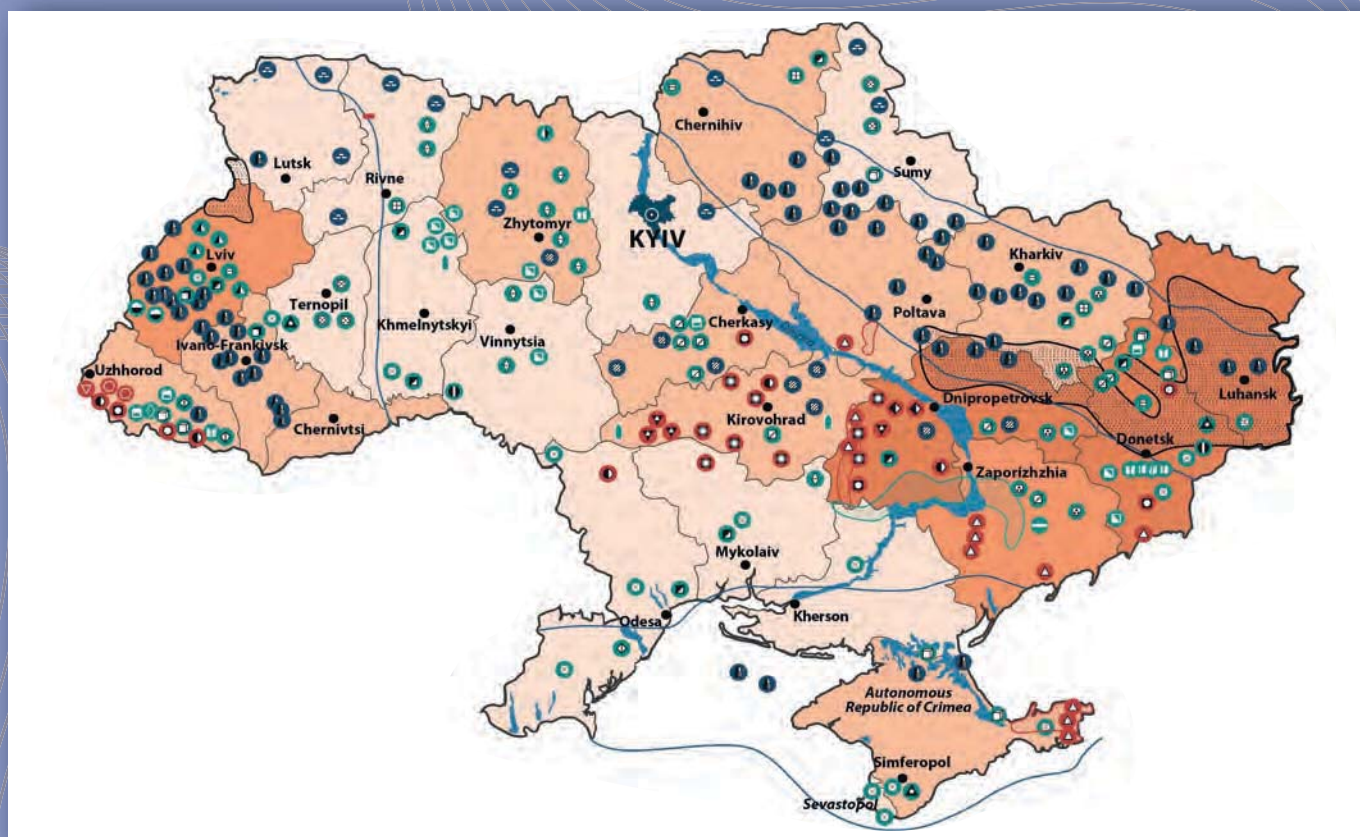 Chernihiv
Sumy
Lutsk
Rivne
Zhytomyr
KYIV
Lviv
Kharkiv
Ternopil
Khmelnytskyi
Vinnytsia
Cherkasy
Poltava
Ivano-Frankivsk
Uzhhorod
Luhansk
Dnipropetrovsk
Kirovohrad
Chernivtsi
Donetsk
Zaporizhzhia
Mykolaiv
Kherson
Odesa
Autonomous
Republic of Crimea
Simferopol
Sevastopol